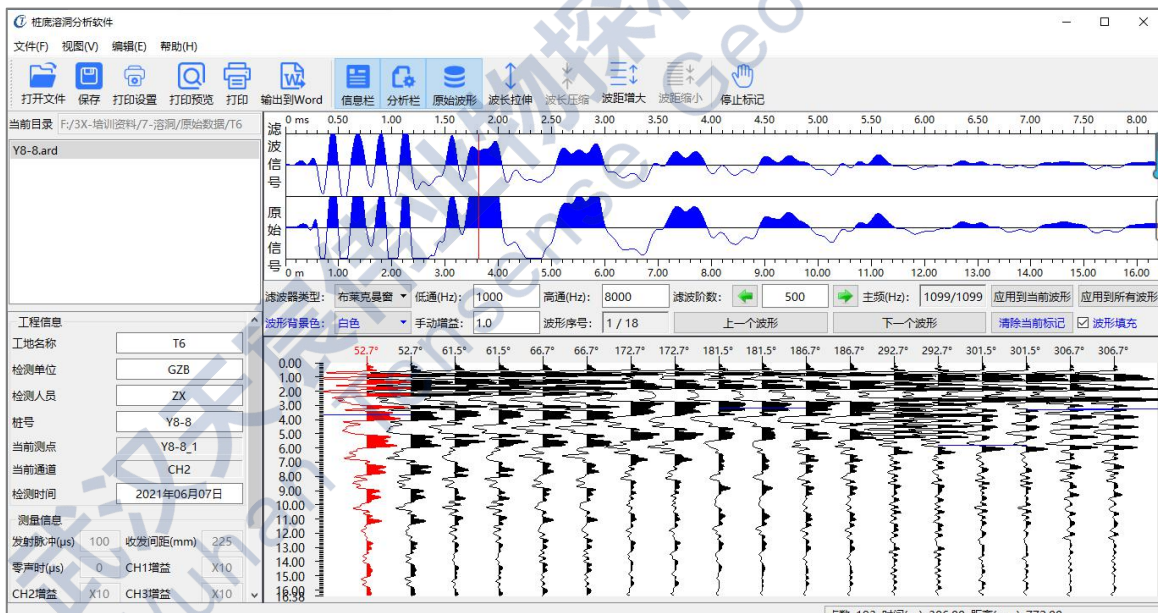 桩底溶洞分析软件
文件(F) 视图(V) 编辑(E) 帮助(H)
打开文件 保存 打印设置 打印预览 打印 输出到Word 信息栏 分析栏 原始波形 波长拉伸 波长压缩 波距增大 波距缩小 停止标记
当前目录 F:/3X-培训资料/7-溶洞/原始数据/T6
Y8-8.ard
滤波信号
0 ms 0.50 1.00 1.50 2.00 2.50 3.00 3.50 4.00 4.50 5.00 5.50 6.00 6.50 7.00 7.50 8.00
原始信号
0 m 1.00 2.00 3.00 4.00 5.00 6.00 7.00 8.00 9.00 10.00 11.00 12.00 13.00 14.00 15.00 16.00
滤波器类型: 布莱克曼窗 低通(Hz): 1000 高通(Hz): 8000 滤波阶数: 500 主频(Hz): 1099/1099 应用到当前波形 应用到所有波形
波形背景色: 白色 手动增益: 1.0 波形序号: 1 / 18 上一个波形 下一个波形 清除当前标记 波形填充
工程信息
工地名称 T6
检测单位 GZB
检测人员 ZX
桩号 Y8-8
当前测点 Y8-8_1
当前通道 CH2
检测时间 2021年06月07日
测量信息
发射脉冲(μs) 100 收发间距(mm) 225
零声时(μs) 0 CH1增益 X10
CH2增益 X10 CH3增益 X10
52.7° 52.7° 61.5° 61.5° 66.7° 66.7° 172.7° 172.7° 181.5° 181.5° 186.7° 186.7° 292.7° 292.7° 301.5° 301.5° 306.7° 306.7°
0.00
1.00
2.00
3.00
4.00
5.00
6.00
7.00
8.00
9.00
10.00
11.00
12.00
13.00
14.00
15.00
16.00
16.58